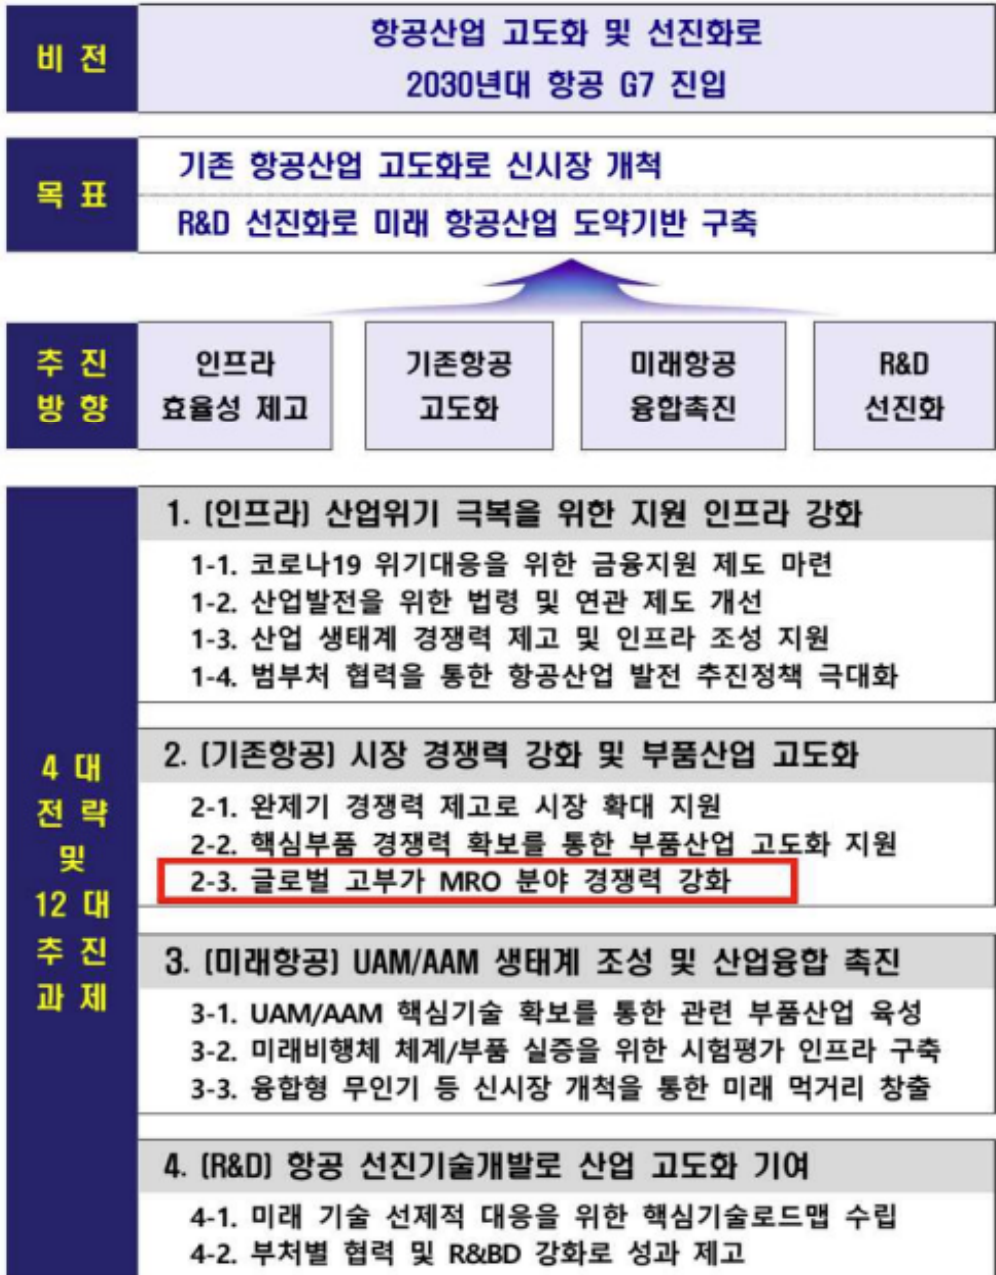 비 전
항공산업 고도화 및 선진화로
2030년대 항공 G7 진입
목 표
기존 항공산업 고도화로 신시장 개척
R&D 선진화로 미래 항공산업 도약기반 구축
추 진
방 향
인프라
효율성 제고
기존항공
고도화
미래항공
융합촉진
R&D
선진화
4 대
전 략
및
12 대
추 진
과 제
1. (인프라) 산업위기 극복을 위한 지원 인프라 강화
1-1. 코로나19 위기대응을 위한 금융지원 제도 마련
1-2. 산업발전을 위한 법령 및 연관 제도 개선
1-3. 산업 생태계 경쟁력 제고 및 인프라 조성 지원
1-4. 범부처 협력을 통한 항공산업 발전 추진정책 극대화
2. (기존항공) 시장 경쟁력 강화 및 부품산업 고도화
2-1. 완제기 경쟁력 제고로 시장 확대 지원
2-2. 핵심부품 경쟁력 확보를 통한 부품산업 고도화 지원
2-3. 글로벌 고부가 MRO 분야 경쟁력 강화
3. (미래항공) UAM/AAM 생태계 조성 및 산업융합 촉진
3-1. UAM/AAM 핵심기술 확보를 통한 관련 부품산업 육성
3-2. 미래비행체 체계/부품 실증을 위한 시험평가 인프라 구축
3-3. 융합형 무인기 등 신시장 개척을 통한 미래 먹거리 창출
4. (R&D) 항공 선진기술개발로 산업 고도화 기여
4-1. 미래 기술 선제적 대응을 위한 핵심기술로드맵 수립
4-2. 부처별 협력 및 R&BD 강화로 성과 제고